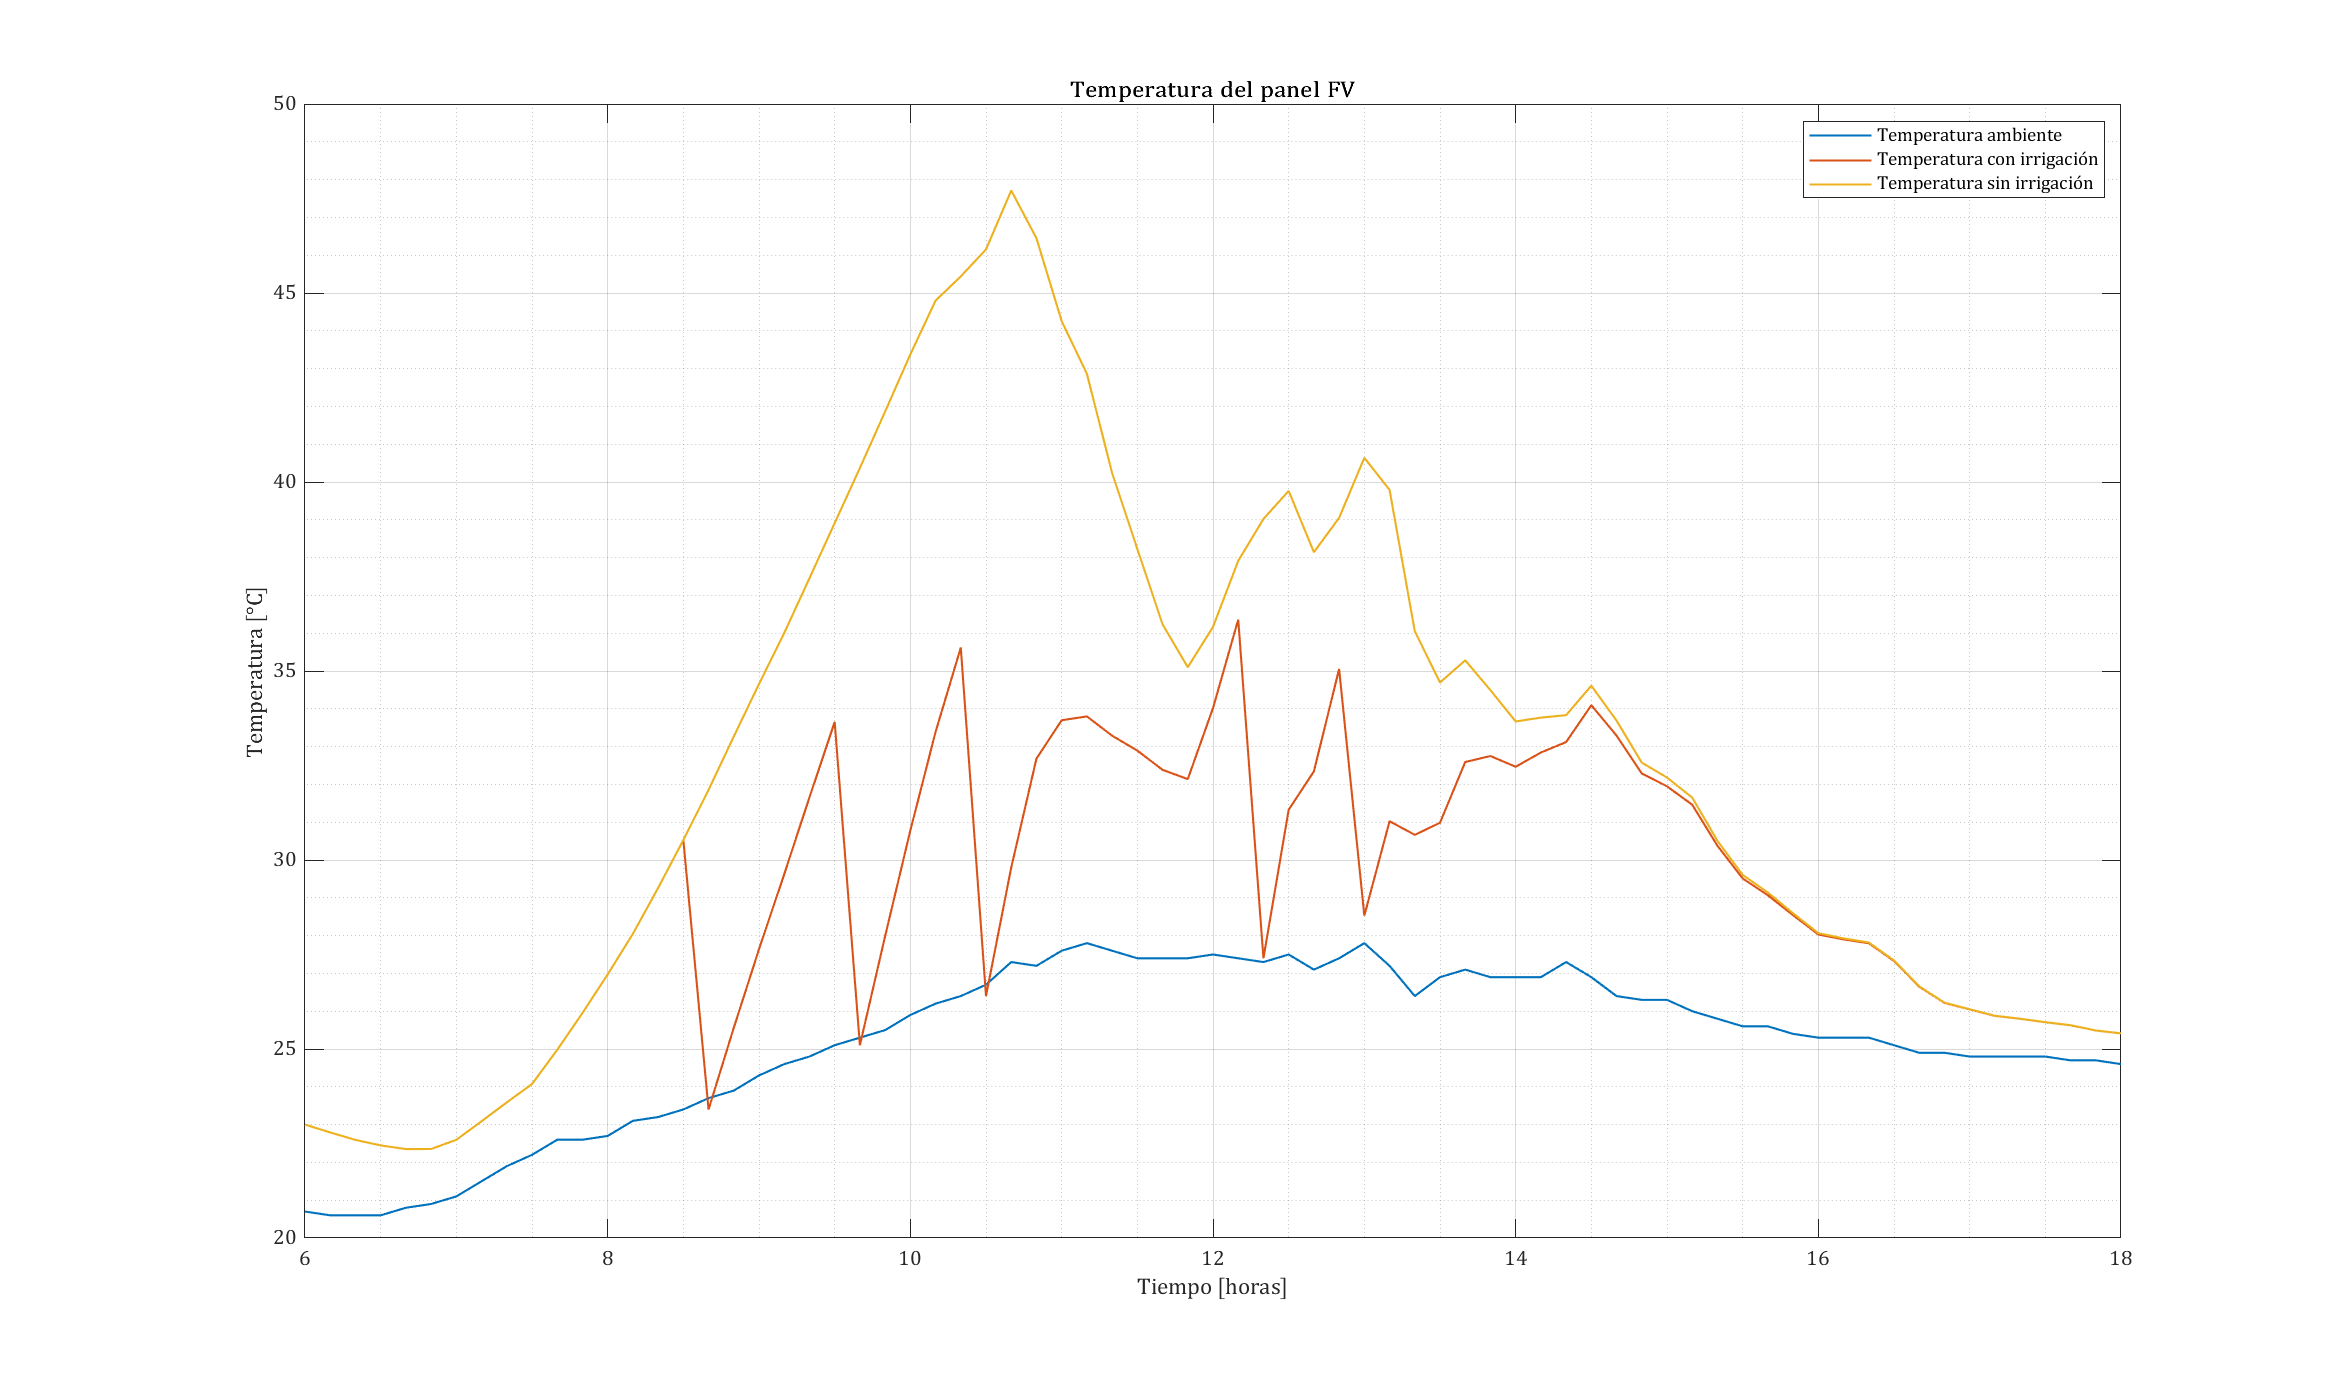 Temperatura del panel FV
Temperatura ambiente
Temperatura con irrigación
Temperatura sin irrigación
50
45
40
35
30
25
20
Temperatura [°C]
6 8 10 12 14 16 18
Tiempo [horas]